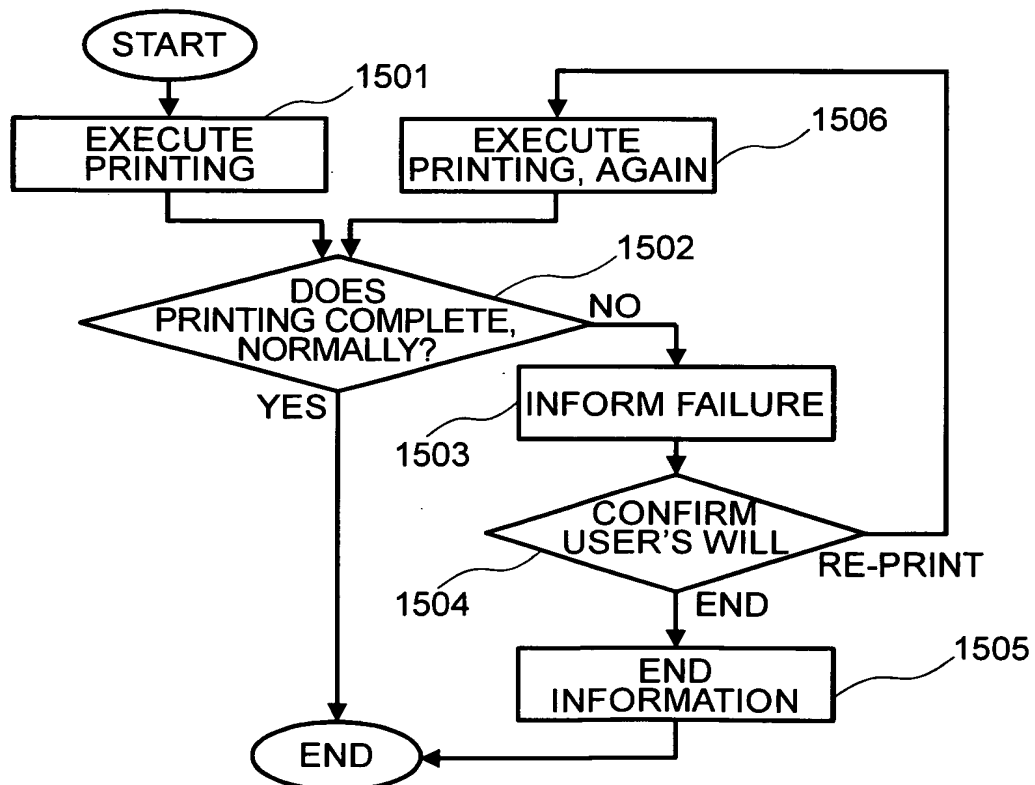 START
1501
EXECUTE
PRINTING
1506
EXECUTE
PRINTING, AGAIN
1502
DOES
PRINTING COMPLETE,
NORMALLY?
NO
YES
INFORM FAILURE
1503
CONFIRM
USER'S WILL
RE-PRINT
1504
END
1505
END
INFORMATION
END